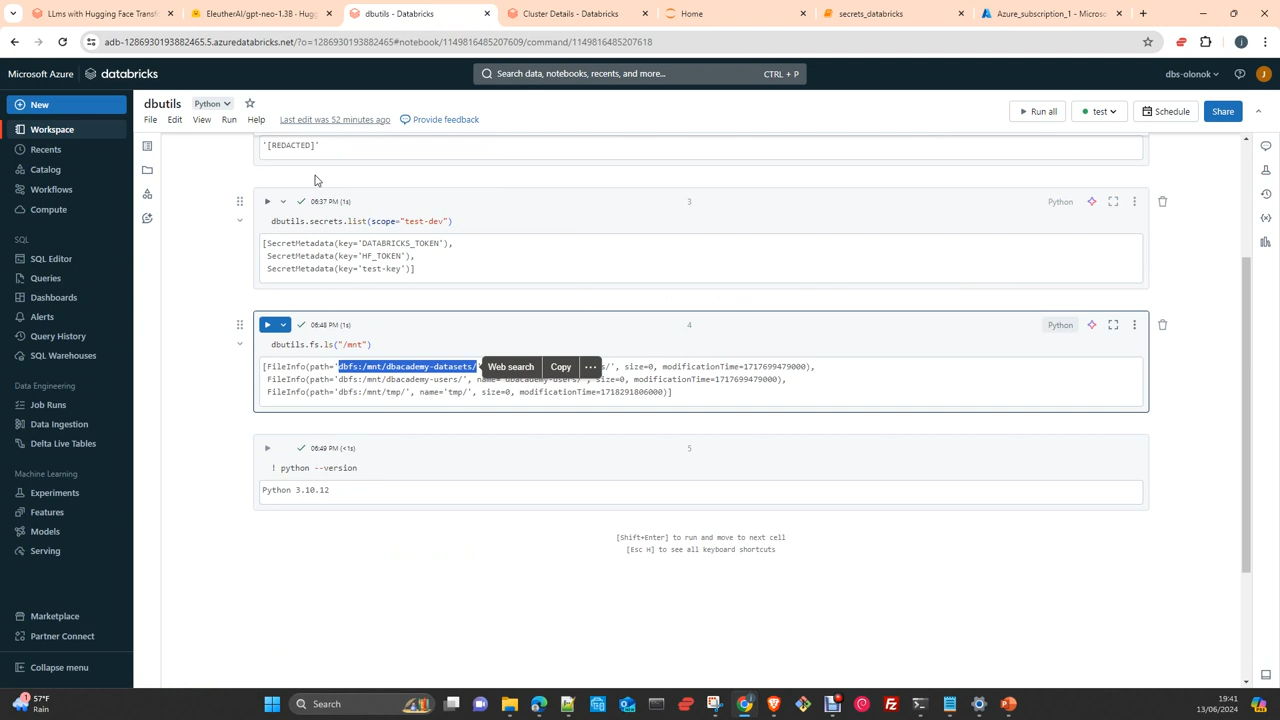 LLms with Hugging Face Transf
EleutherAI/gpt-neo-1.3B · Hugg
dbutils - Databricks
Cluster Details - Databricks
Home
secrets_databricks
Azure_subscription_1 - Microso
adb-1286930193882465.5.azuredatabricks.net/?o=1286930193882465#notebook/1149816485207609/command/1149816485207618
Microsoft Azure
databricks
Search data, notebooks, recents, and more...
CTRL + P
dbs-olonok
J
New
Workspace
Recents
Catalog
Workflows
Compute
SQL
SQL Editor
Queries
Dashboards
Alerts
Query History
SQL Warehouses
Data Engineering
Job Runs
Data Ingestion
Delta Live Tables
Machine Learning
Experiments
Features
Models
Serving
Marketplace
Partner Connect
Collapse menu
dbutils
Python
File
Edit
View
Run
Help
Last edit was 52 minutes ago
Provide feedback
Run all
test
Schedule
Share
'[REDACTED]'
06:37 PM (1s)
3
Python
dbutils.secrets.list(scope="test-dev")
[SecretMetadata(key='DATABRICKS_TOKEN'),
SecretMetadata(key='HF_TOKEN'),
SecretMetadata(key='test-key')]
06:48 PM (1s)
4
Python
dbutils.fs.ls("/mnt")
[FileInfo(path='dbfs:/mnt/dbacademy-datasets/
Web search
Copy
s/', size=0, modificationTime=1717699479000),
FileInfo(path='dbfs:/mnt/dbacademy-users/', name='dbacademy-users/', size=0, modificationTime=1717699479000),
FileInfo(path='dbfs:/mnt/tmp/', name='tmp/', size=0, modificationTime=1718291806000)]
06:49 PM (<1s)
5
! python --version
Python 3.10.12
[Shift+Enter] to run and move to next cell
[Esc H] to see all keyboard shortcuts
57°F
Rain
Search
19:41
13/06/2024